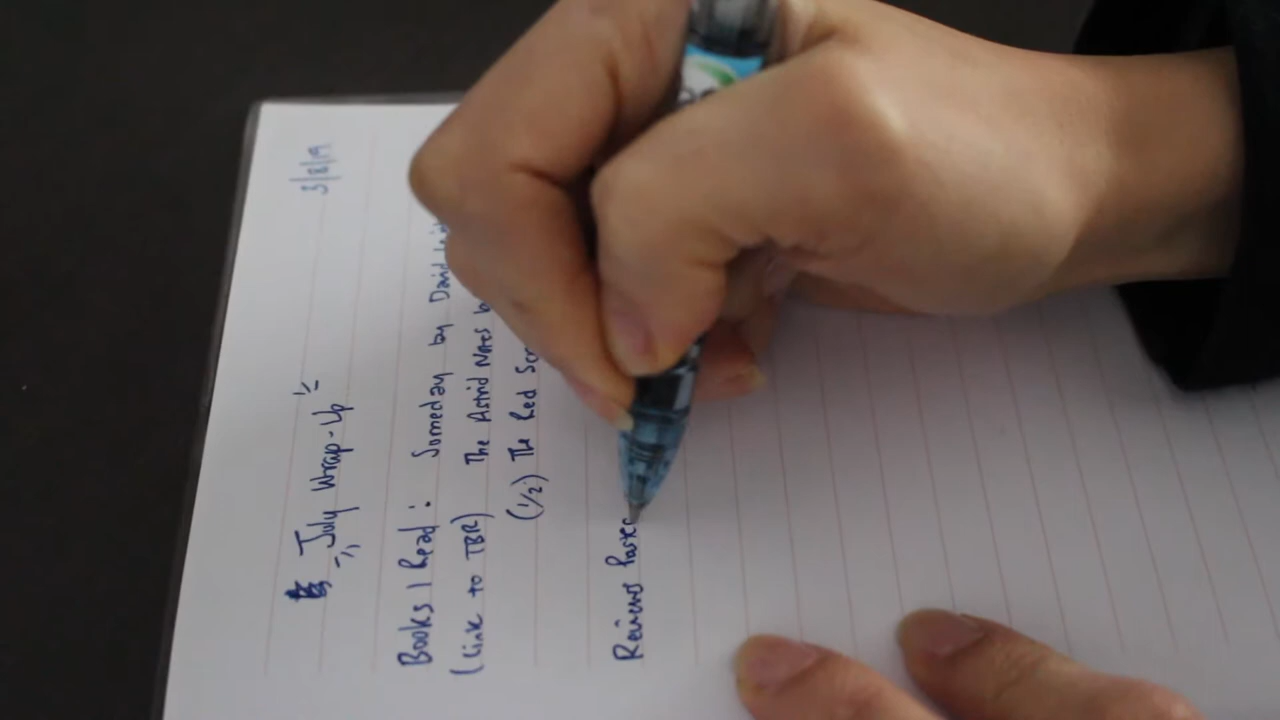 3/8/19
July Wrap-Up
Books I Read: Someday by David
(Link to TBR) The Astrid Notes b
(1/2) The Red Scr
Reviews Poste